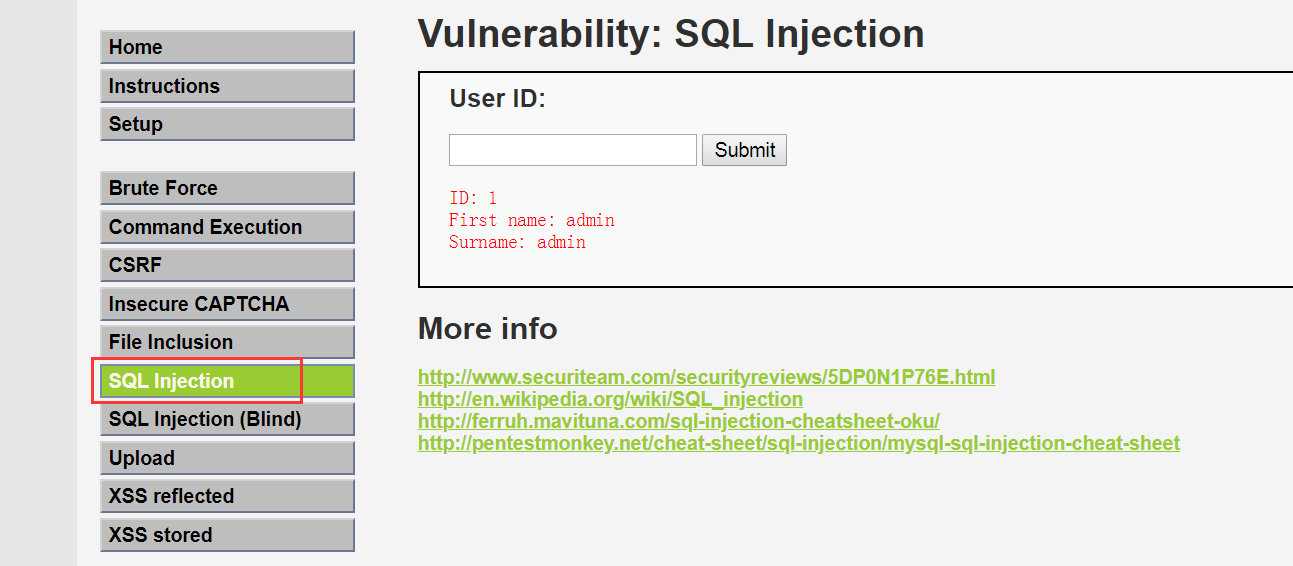 Home
Instructions
Setup
Brute Force
Command Execution
CSRF
Insecure CAPTCHA
File Inclusion
SQL Injection
SQL Injection (Blind)
Upload
XSS reflected
XSS stored
Vulnerability: SQL Injection
User ID:
Submit
ID: 1
First name: admin
Surname: admin
More info
http://www.securiteam.com/securityreviews/5DP0N1P76E.html
http://en.wikipedia.org/wiki/SQL_injection
http://ferruh.mavituna.com/sql-injection-cheatsheet-oku/
http://pentestmonkey.net/cheat-sheet/sql-injection/mysql-sql-injection-cheat-sheet